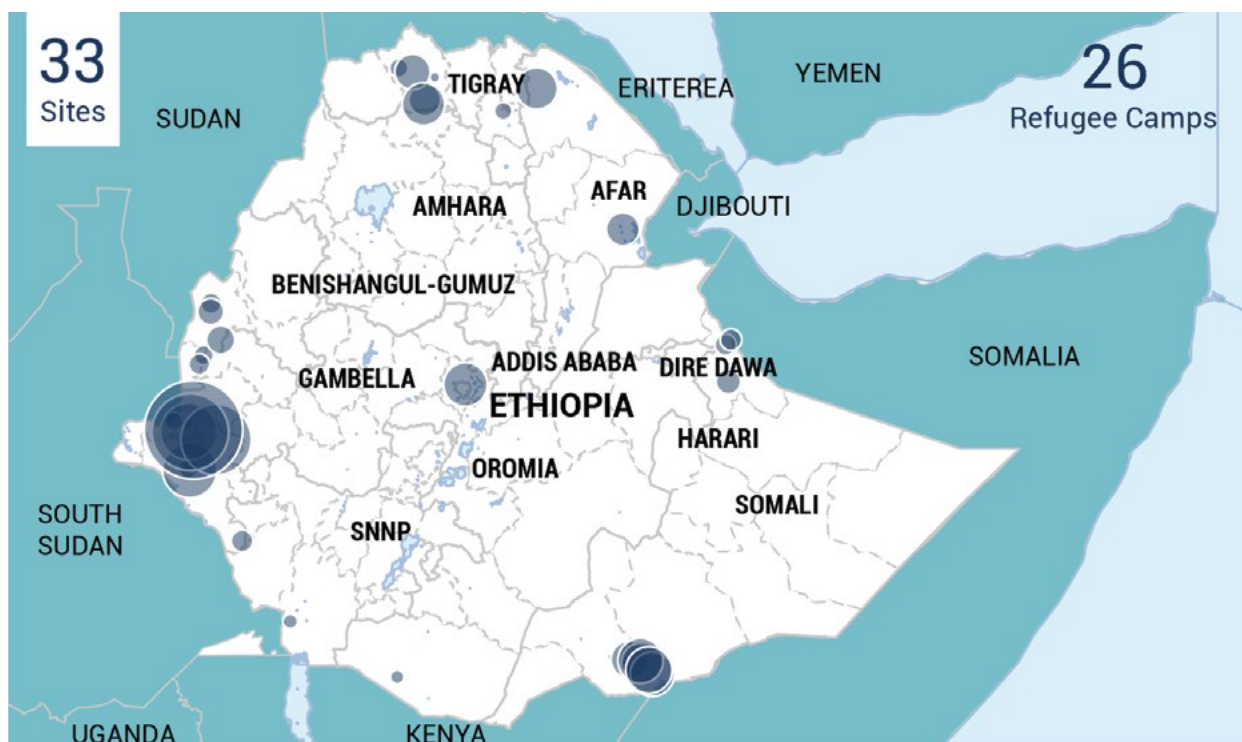 33
Sites
26
Refugee Camps
SUDAN
TIGRAY
ERITEREA
YEMEN
AMHARA
AFAR
DJIBOUTI
BENISHANGUL-GUMUZ
GAMBELLA
ADDIS ABABA
DIRE DAWA
SOMALIA
ETHIOPIA
HARARI
OROMIA
SOMALI
SNNP
SOUTH
SUDAN
UGANDA
KENYA